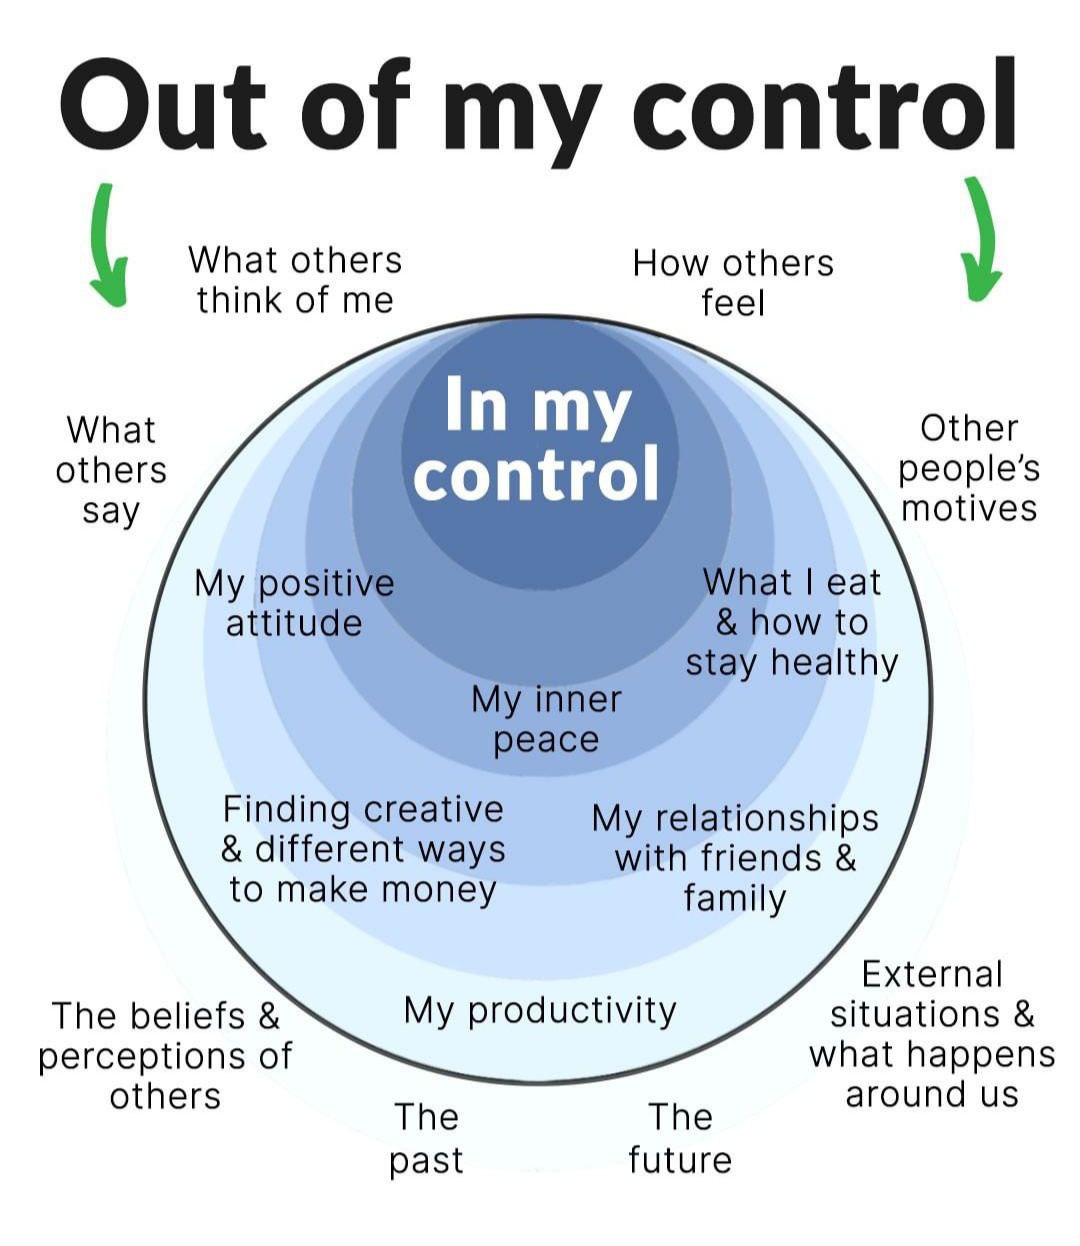 Out of my control
What others
think of me
How others
feel
In my
control
What
others
say
Other
people's
motives
My positive
attitude
What I eat
& how to
stay healthy
My inner
peace
Finding creative
& different ways
to make money
My relationships
with friends &
family
My productivity
The beliefs &
perceptions of
others
External
situations &
what happens
around us
The
past
The
future